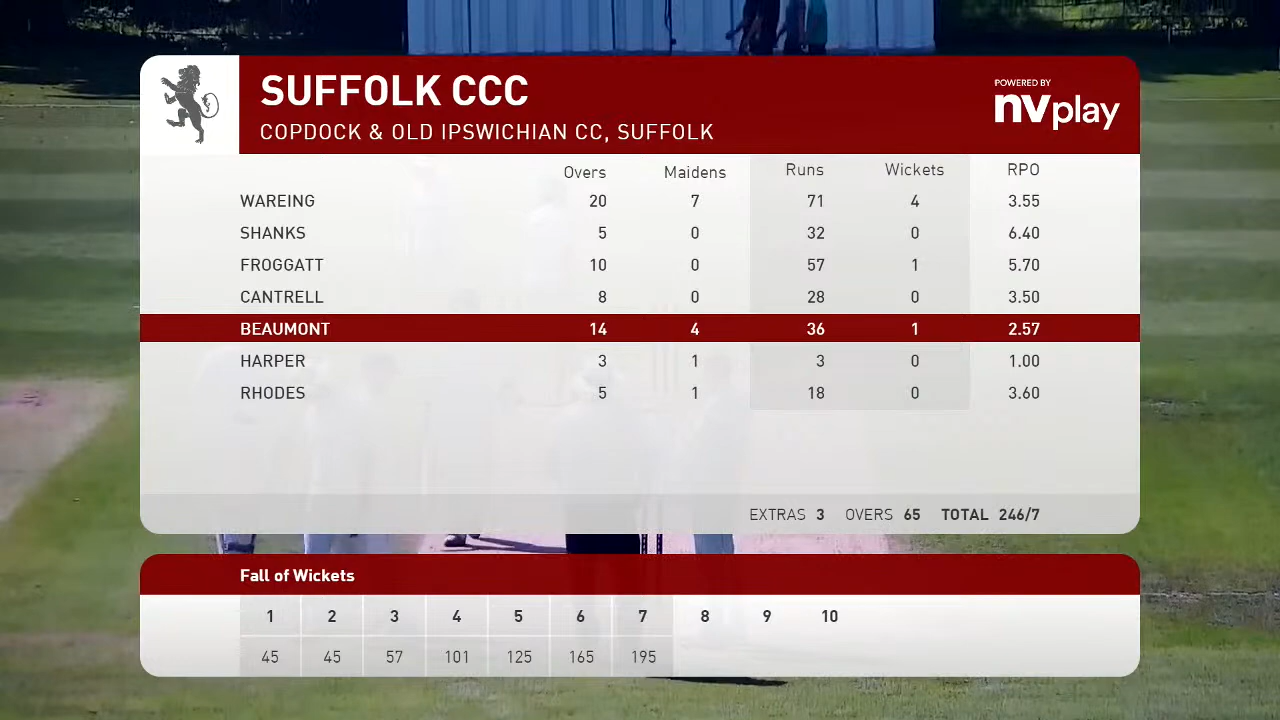 SUFFOLK CCC
COPDOCK & OLD IPSWICHIAN CC, SUFFOLK
POWERED BY
nvplay
Overs Maidens Runs Wickets RPO
WAREING 20 7 71 4 3.55
SHANKS 5 0 32 0 6.40
FROGGATT 10 0 57 1 5.70
CANTRELL 8 0 28 0 3.50
BEAUMONT 14 4 36 1 2.57
HARPER 3 1 3 0 1.00
RHODES 5 1 18 0 3.60
EXTRAS 3 OVERS 65 TOTAL 246/7
Fall of Wickets
1 2 3 4 5 6 7 8 9 10
45 45 57 101 125 165 195